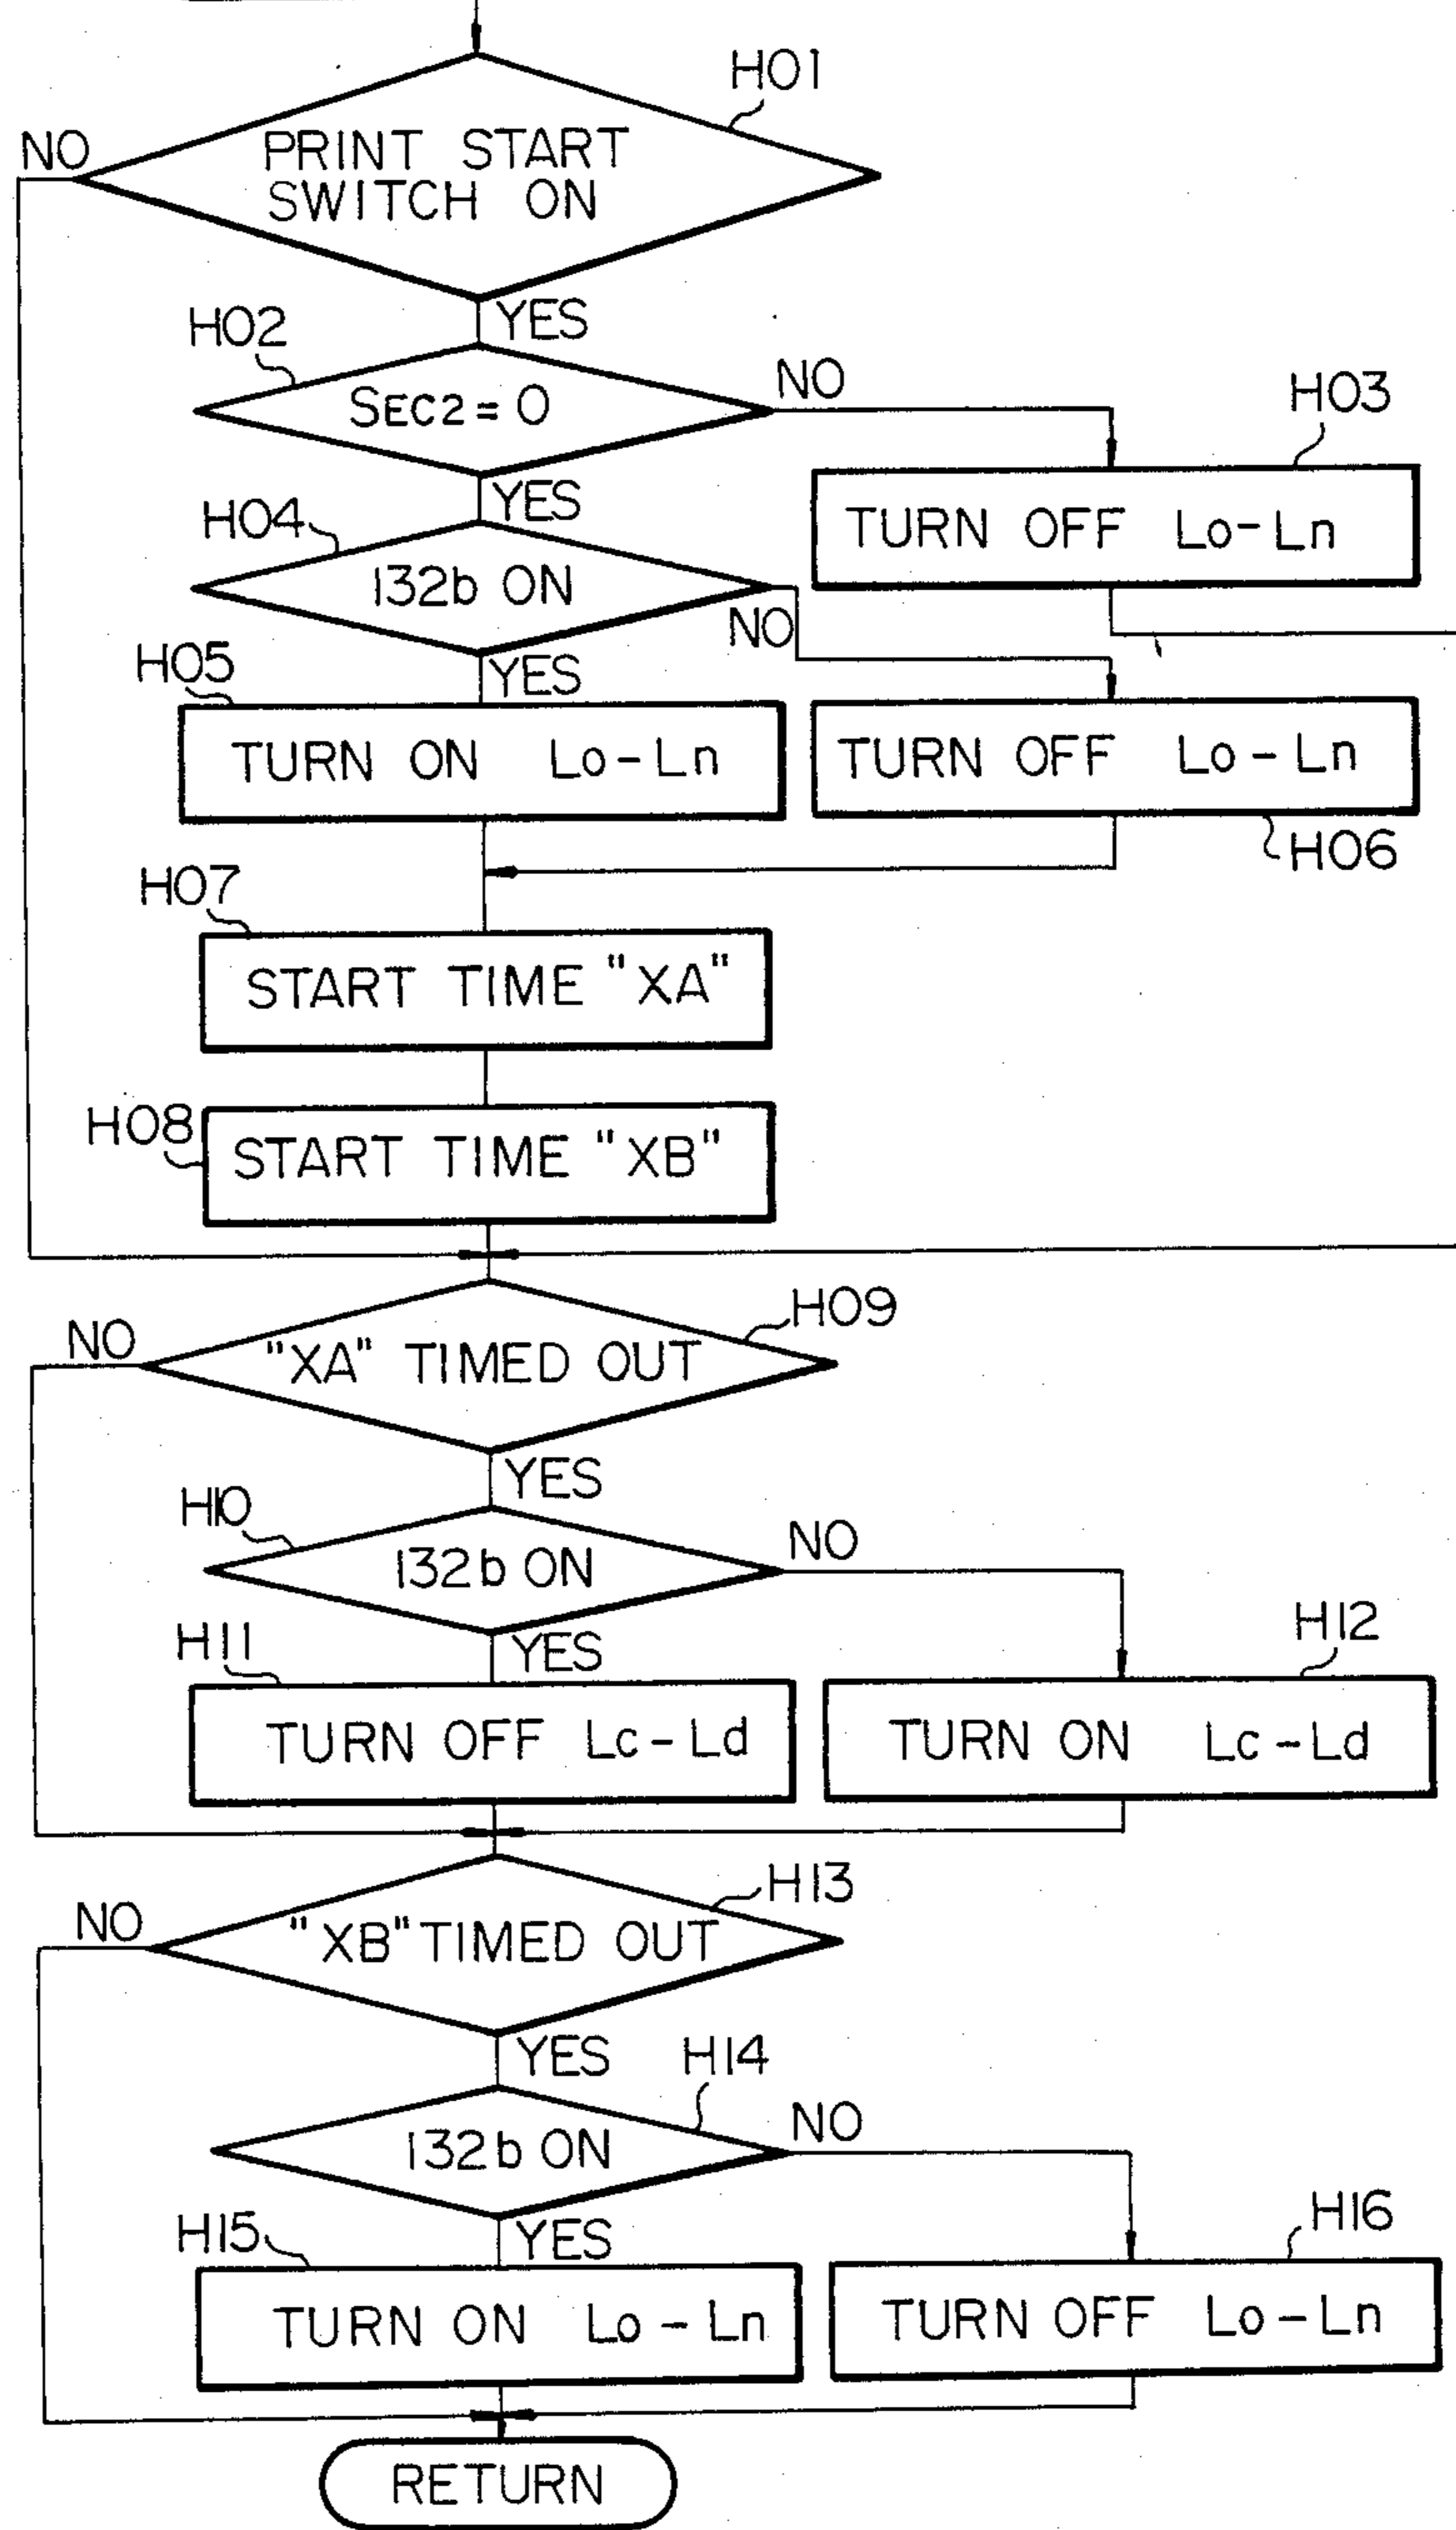 H01
NO
PRINT START
SWITCH ON
YES
H02
SEC2=0
NO
H03
YES
TURN OFF Lo-Ln
H04
132b ON
NO
H05
YES
TURN ON Lo-Ln
TURN OFF Lo-Ln
H06
H07
START TIME "XA"
H08
START TIME "XB"
H09
NO
"XA" TIMED OUT
YES
H10
132b ON
NO
H11
YES
H12
TURN OFF Lc-Ld
TURN ON Lc-Ld
H13
NO
"XB" TIMED OUT
YES
H14
132b ON
NO
H15
YES
H16
TURN ON Lo-Ln
TURN OFF Lo-Ln
RETURN